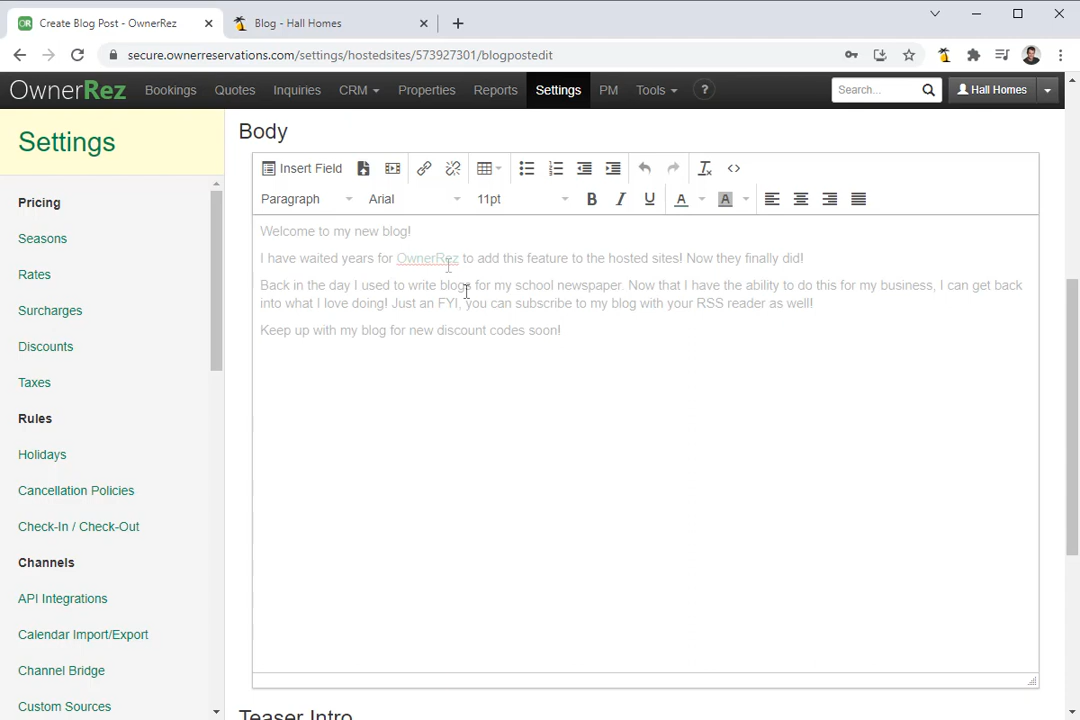 Create Blog Post - OwnerRez
Blog - Hall Homes
secure.ownerreservations.com/settings/hostedsites/573927301/blogpostedit
OwnerRez Bookings Quotes Inquiries CRM Properties Reports Settings PM Tools ? Search... Hall Homes
Settings
Pricing
Seasons
Rates
Surcharges
Discounts
Taxes
Rules
Holidays
Cancellation Policies
Check-In / Check-Out
Channels
API Integrations
Calendar Import/Export
Channel Bridge
Custom Sources
Body
Insert Field
Paragraph Arial 11pt B I U A A
Welcome to my new blog!
I have waited years for OwnerRez to add this feature to the hosted sites! Now they finally did!
Back in the day I used to write blogs for my school newspaper. Now that I have the ability to do this for my business, I can get back
into what I love doing! Just an FYI, you can subscribe to my blog with your RSS reader as well!
Keep up with my blog for new discount codes soon!
Teaser Intro